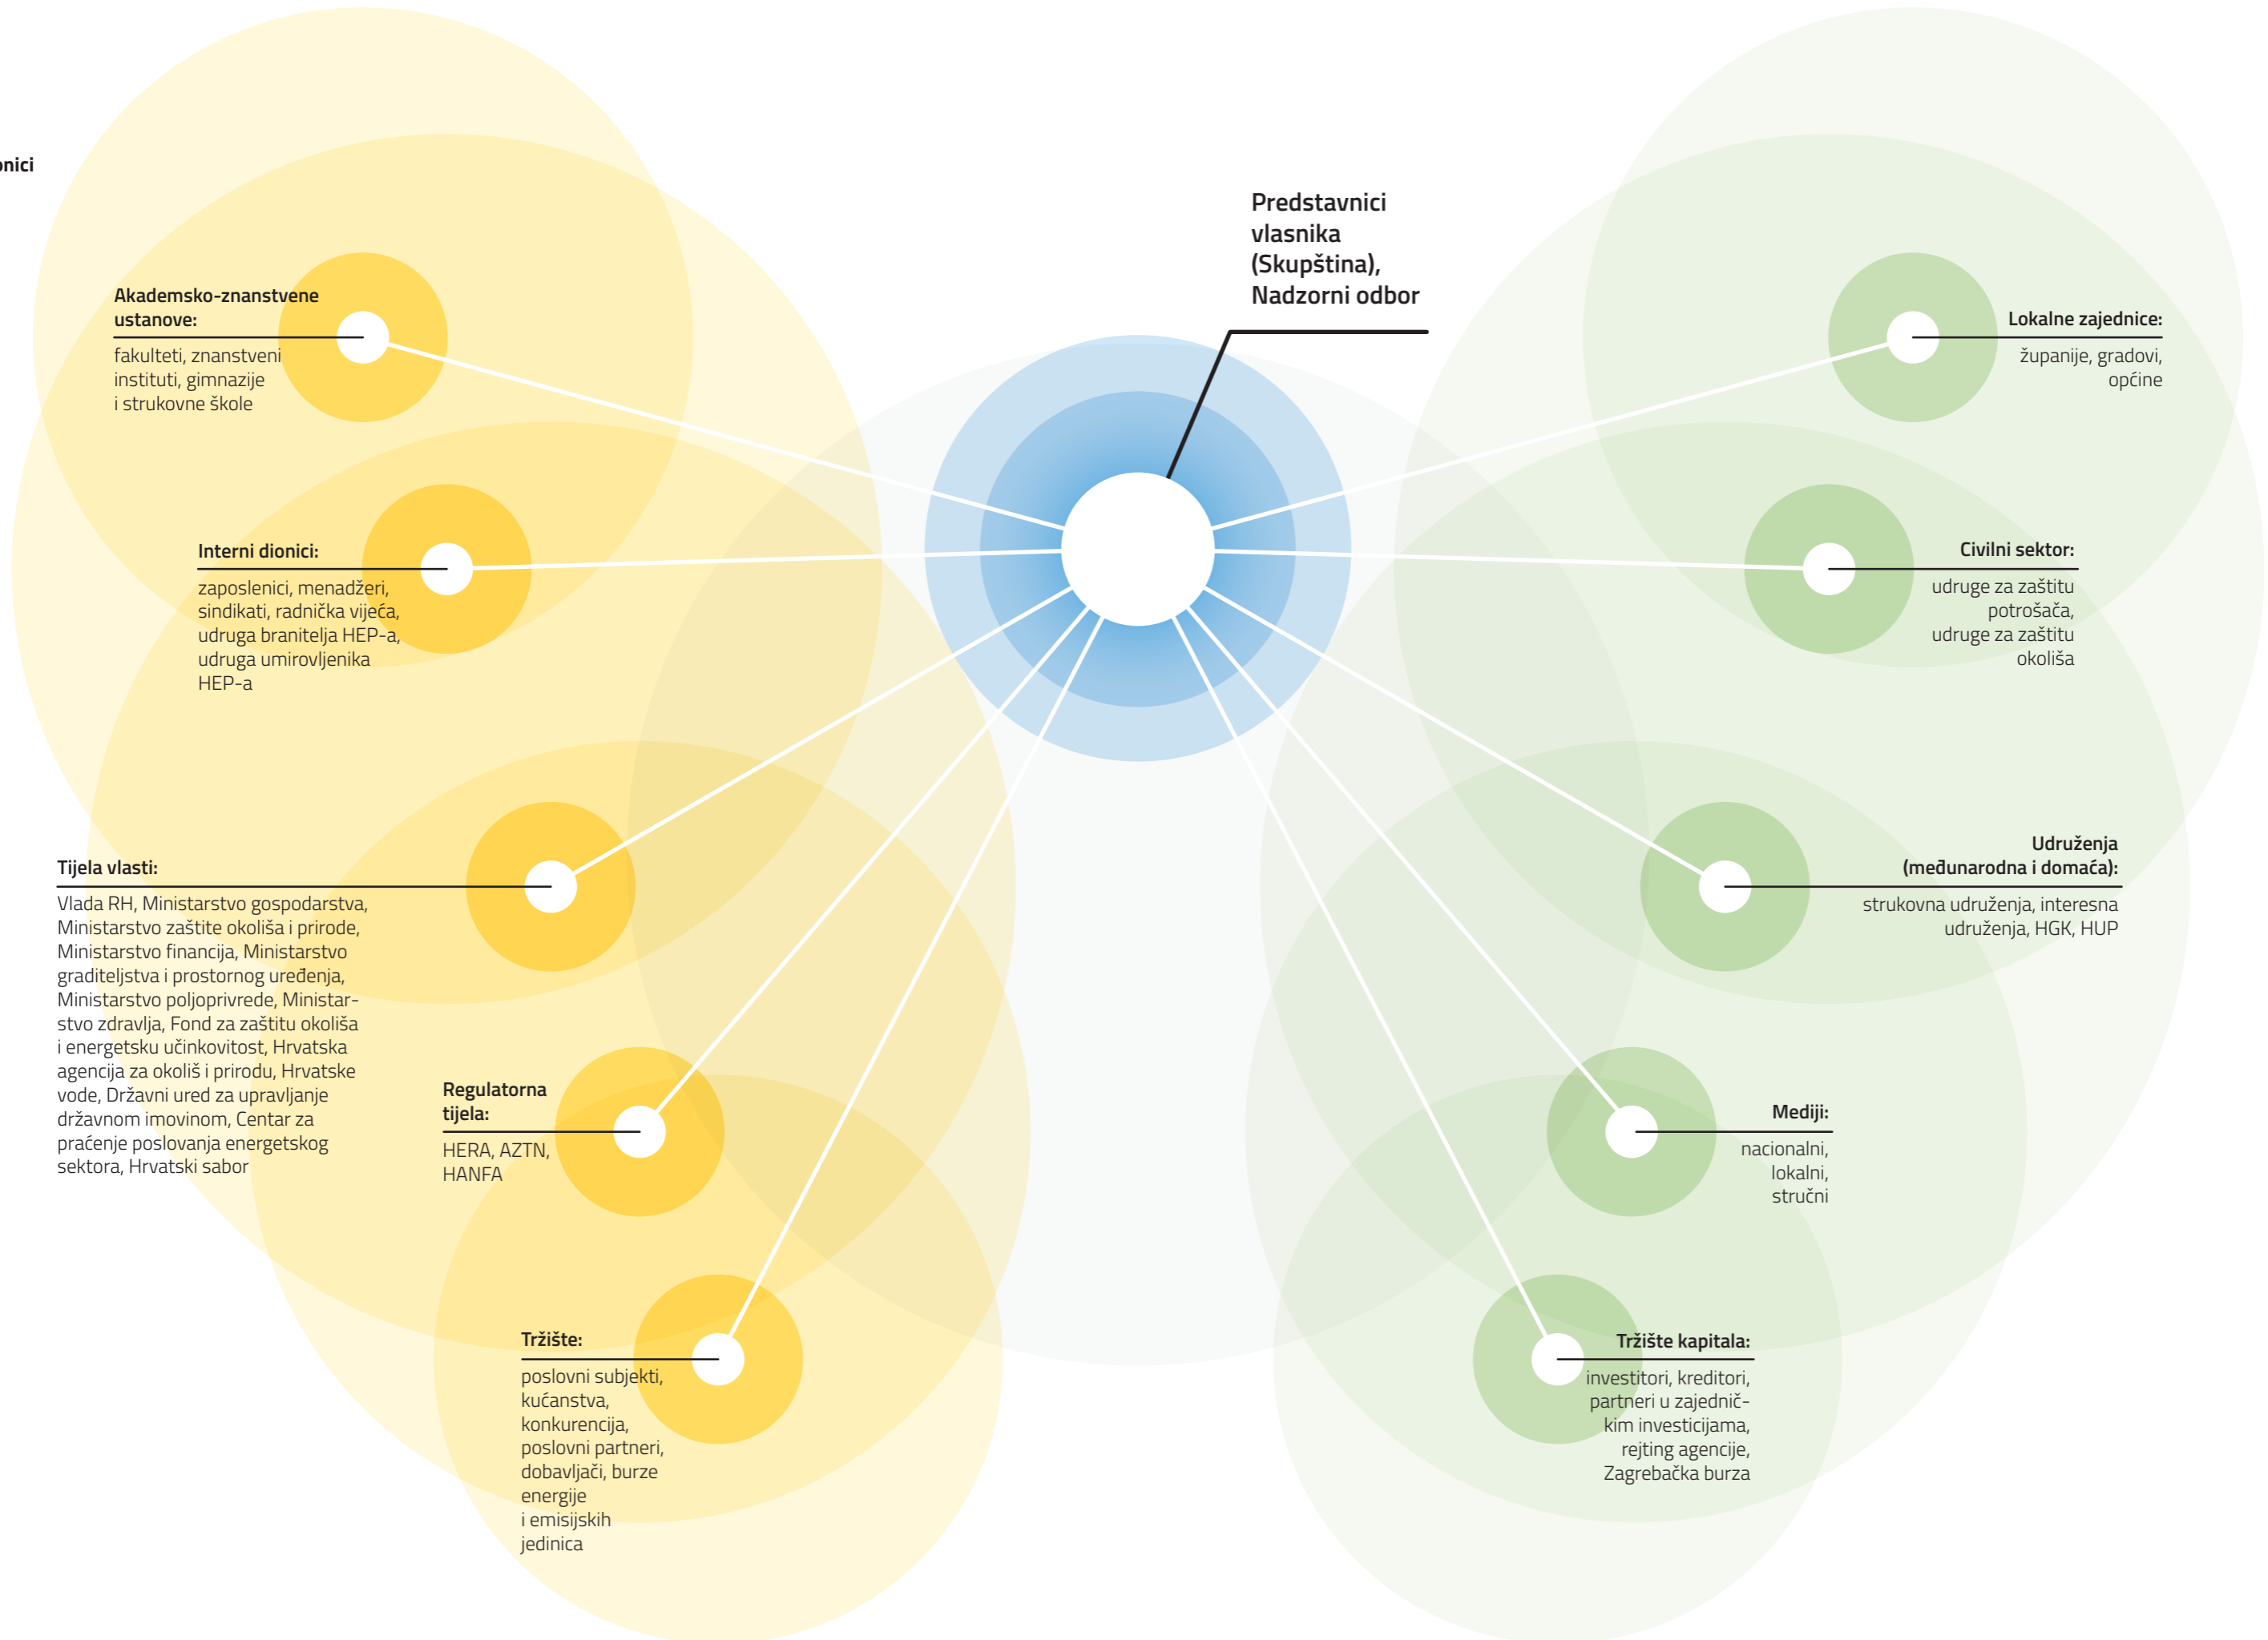 Predstavnici
vlasnika
(Skupština),
Nadzorni odbor
Akademsko-znanstvene
ustanove:
fakulteti, znanstveni
instituti, gimnazije
i strukovne škole
Interni dionici:
zaposlenici, menadžeri,
sindikati, radnička vijeća,
udruga branitelja HEP-a,
udruga umirovljenika
HEP-a
Tijela vlasti:
Vlada RH, Ministarstvo gospodarstva,
Ministarstvo zaštite okoliša i prirode,
Ministarstvo financija, Ministarstvo
graditeljstva i prostornog uređenja,
Ministarstvo poljoprivrede, Ministar-
stvo zdravlja, Fond za zaštitu okoliša
i energetsku učinkovitost, Hrvatska
agencija za okoliš i prirodu, Hrvatske
vode, Državni ured za upravljanje
državnom imovinom, Centar za
praćenje poslovanja energetskog
sektora, Hrvatski sabor
Regulatorna
tijela:
HERA, AZTN,
HANFA
Tržište:
poslovni subjekti,
kućanstva,
konkurencija,
poslovni partneri,
dobavljači, burze
energije
i emisijskih
jedinica
Lokalne zajednice:
županije, gradovi,
općine
Civilni sektor:
udruge za zaštitu
potrošača,
udruge za zaštitu
okoliša
Udruženja
(međunarodna i domaća):
strukovna udruženja, interesna
udruženja, HGK, HUP
Mediji:
nacionalni,
lokalni,
stručni
Tržište kapitala:
investitori, kreditori,
partneri u zajednič-
kim investicijama,
rejting agencije,
Zagrebačka burza